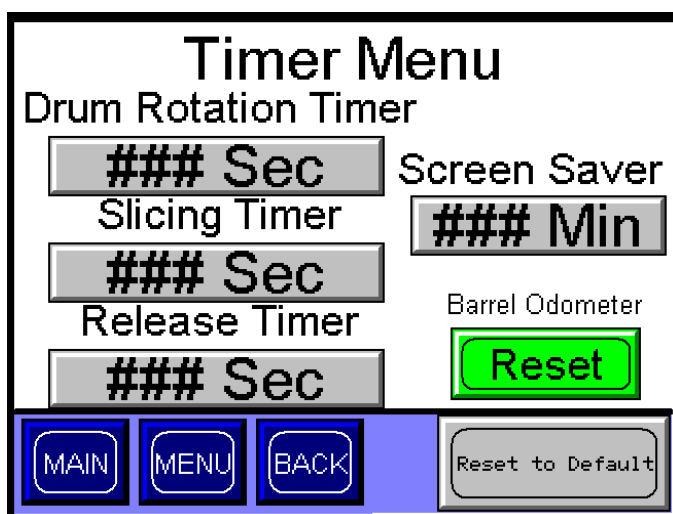 Timer Menu
Drum Rotation Timer
### Sec
Slicing Timer
### Sec
Release Timer
### Sec
Screen Saver
### Min
Barrel Odometer
Reset
MAIN
MENU
BACK
Reset to Default